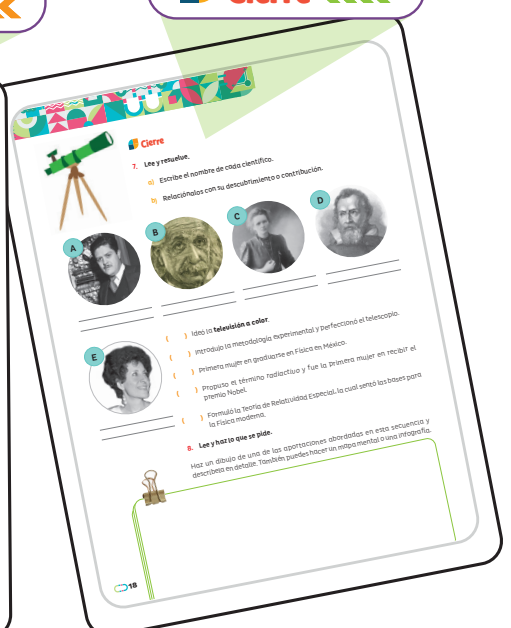 Cierre
Cierre
7. Lee y resuelve.
a) Escribe el nombre de cada científico.
b) Relaciónalos con su descubrimiento o contribución.
A
B
C
D
E
( ) Ideó la televisión a color.
( ) Introdujo la metodología experimental y perfeccionó el telescopio.
( ) Primera mujer en graduarse en Física en México.
( ) Propuso el término radiactivo y fue la primera mujer en recibir el
premio Nobel.
( ) Formuló la Teoría de Relatividad Especial, la cual sentó las bases para
la Física moderna.
8. Lee y haz lo que se pide.
Haz un dibujo de una de las aportaciones abordadas en esta secuencia y
descríbela en detalle. También puedes hacer un mapa mental o una infografía.
18